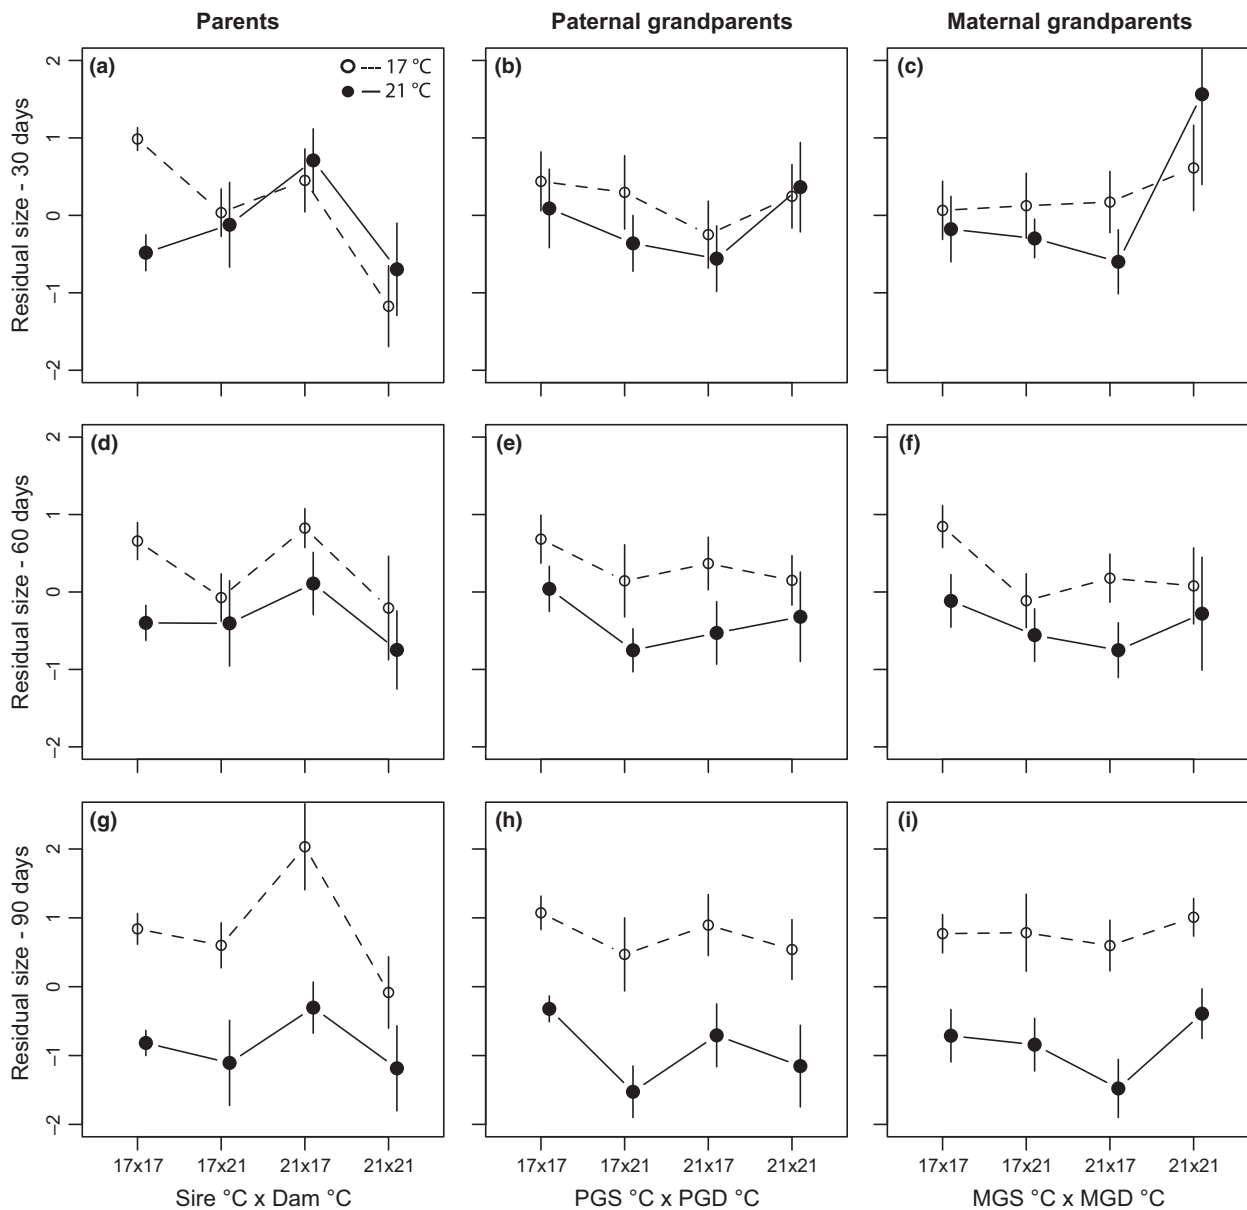 Parents
Paternal grandparents
Maternal grandparents
Residual size - 30 days
2
1
0
−1
−2
(a)
17 °C
21 °C
(b)
(c)
Residual size - 60 days
2
1
0
−1
−2
(d)
(e)
(f)
Residual size - 90 days
2
1
0
−1
−2
(g)
(h)
(i)
17x17 17x21 21x17 21x21
17x17 17x21 21x17 21x21
17x17 17x21 21x17 21x21
Sire °C x Dam °C
PGS °C x PGD °C
MGS °C x MGD °C